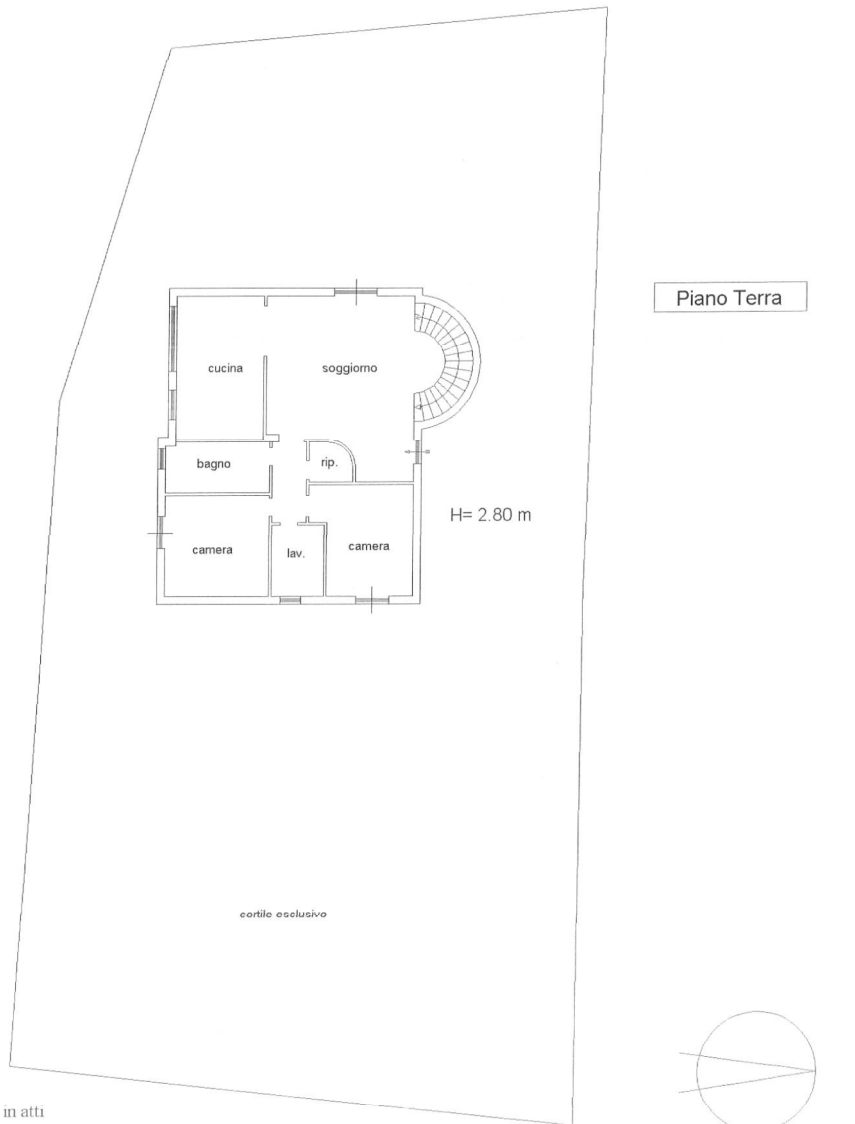 Piano Terra
cucina
soggiorno
bagno
rip.
H= 2.80 m
camera
lav.
camera
cortile esclusivo
in atti